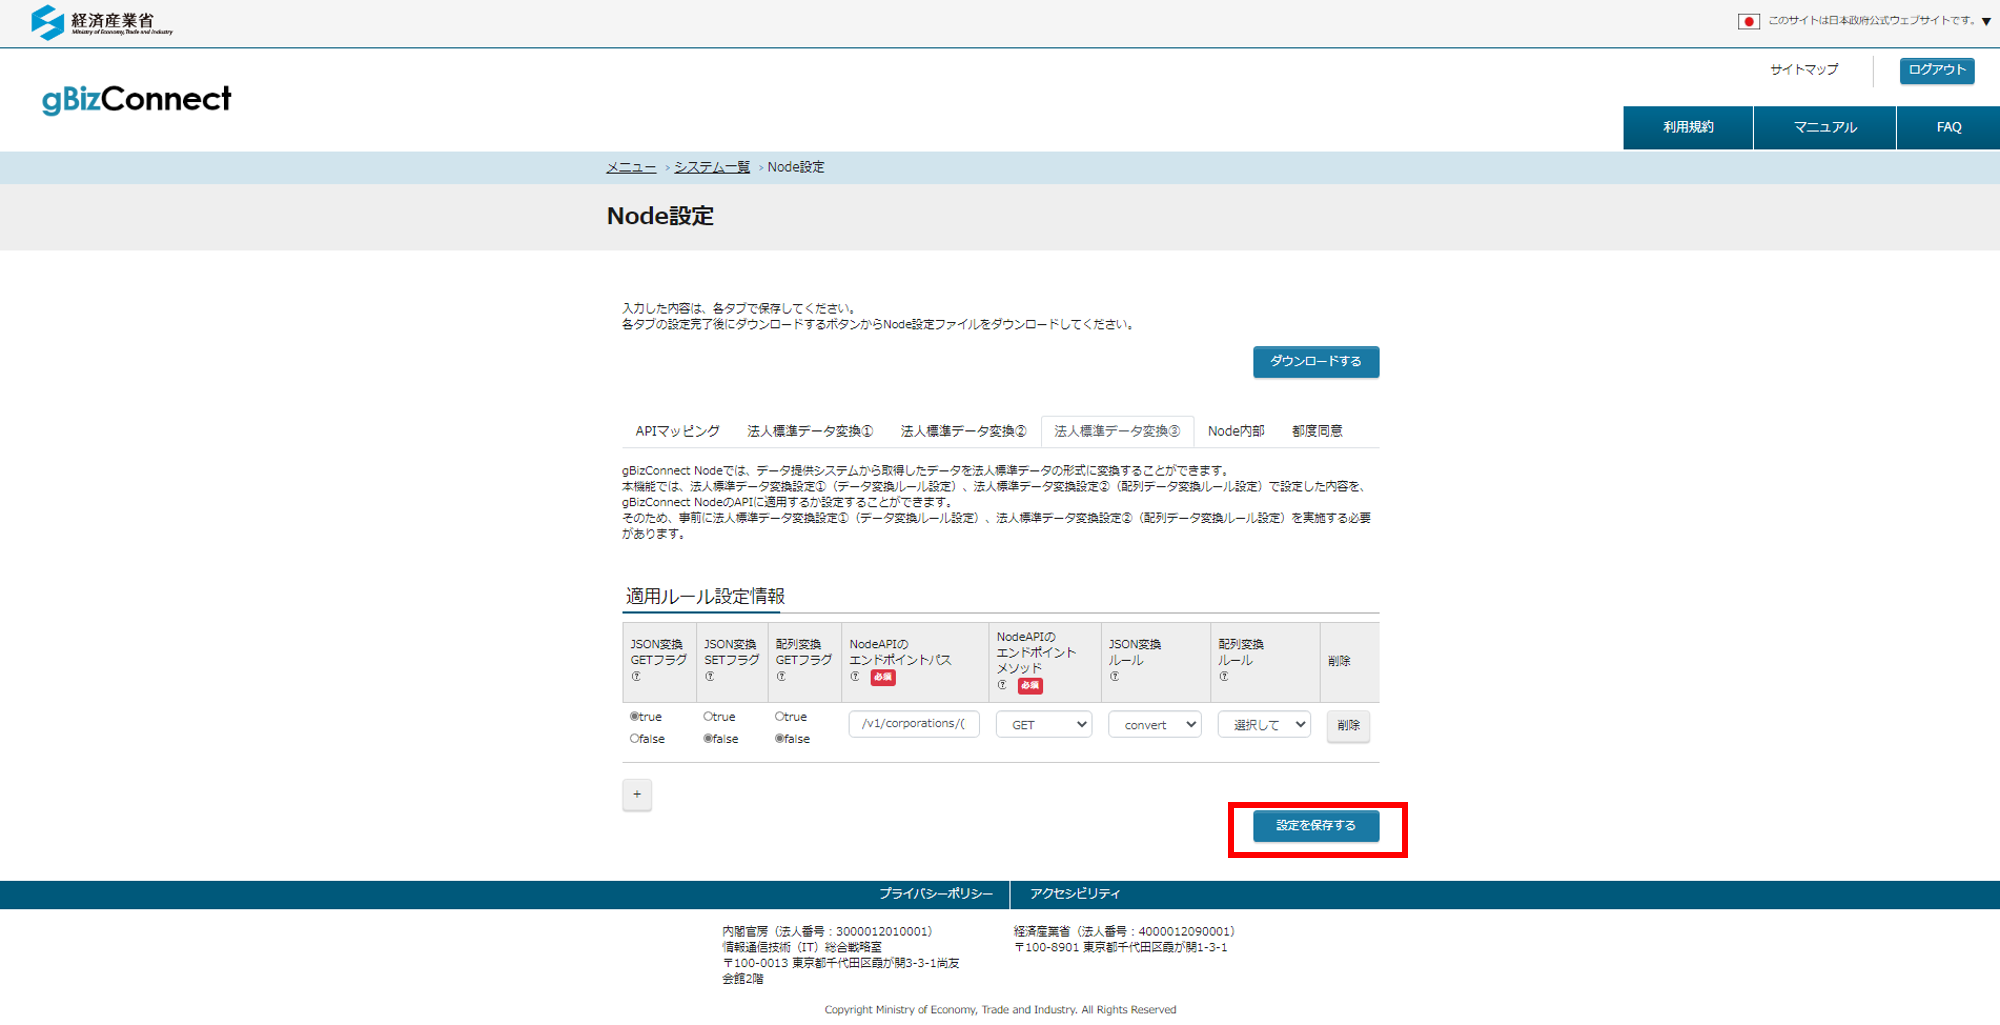 経済産業省
Ministry of Economy, Trade and Industry
このサイトは日本政府公式ウェブサイトです。▼
サイトマップ
ログアウト
gBizConnect
利用規約
マニュアル
FAQ
メニュー › システム一覧 › Node設定
Node設定
入力した内容は、各タブで保存してください。
各タブの設定完了後にダウンロードするボタンからNode設定ファイルをダウンロードしてください。
ダウンロードする
APIマッピング 法人標準データ変換① 法人標準データ変換② 法人標準データ変換③ Node内部 都度同意
gBizConnect Nodeでは、データ提供システムから取得したデータを法人標準データの形式に変換することができます。
本機能では、法人標準データ変換設定①（データ変換ルール設定）、法人標準データ変換設定②（配列データ変換ルール設定）で設定した内容を、
gBizConnect NodeのAPIに適用するか設定することができます。
そのため、事前に法人標準データ変換設定①（データ変換ルール設定）、法人標準データ変換設定②（配列データ変換ルール設定）を実施する必要
があります。
適用ルール設定情報
JSON変換
GETフラグ
?
JSON変換
SETフラグ
?
配列変換
GETフラグ
?
NodeAPIの
エンドポイントパス
? 必須
NodeAPIの
エンドポイント
メソッド
? 必須
JSON変換
ルール
?
配列変換
ルール
?
削除
true
false
true
false
true
false
/v1/corporations/(
GET
convert
選択して
削除
+
設定を保存する
プライバシーポリシー
アクセシビリティ
内閣官房（法人番号：3000012010001）
情報通信技術（IT）総合戦略室
〒100-0013 東京都千代田区霞が関3-3-1尚友
会館2階
経済産業省（法人番号：4000012090001）
〒100-8901 東京都千代田区霞が関1-3-1
Copyright Ministry of Economy, Trade and Industry. All Rights Reserved